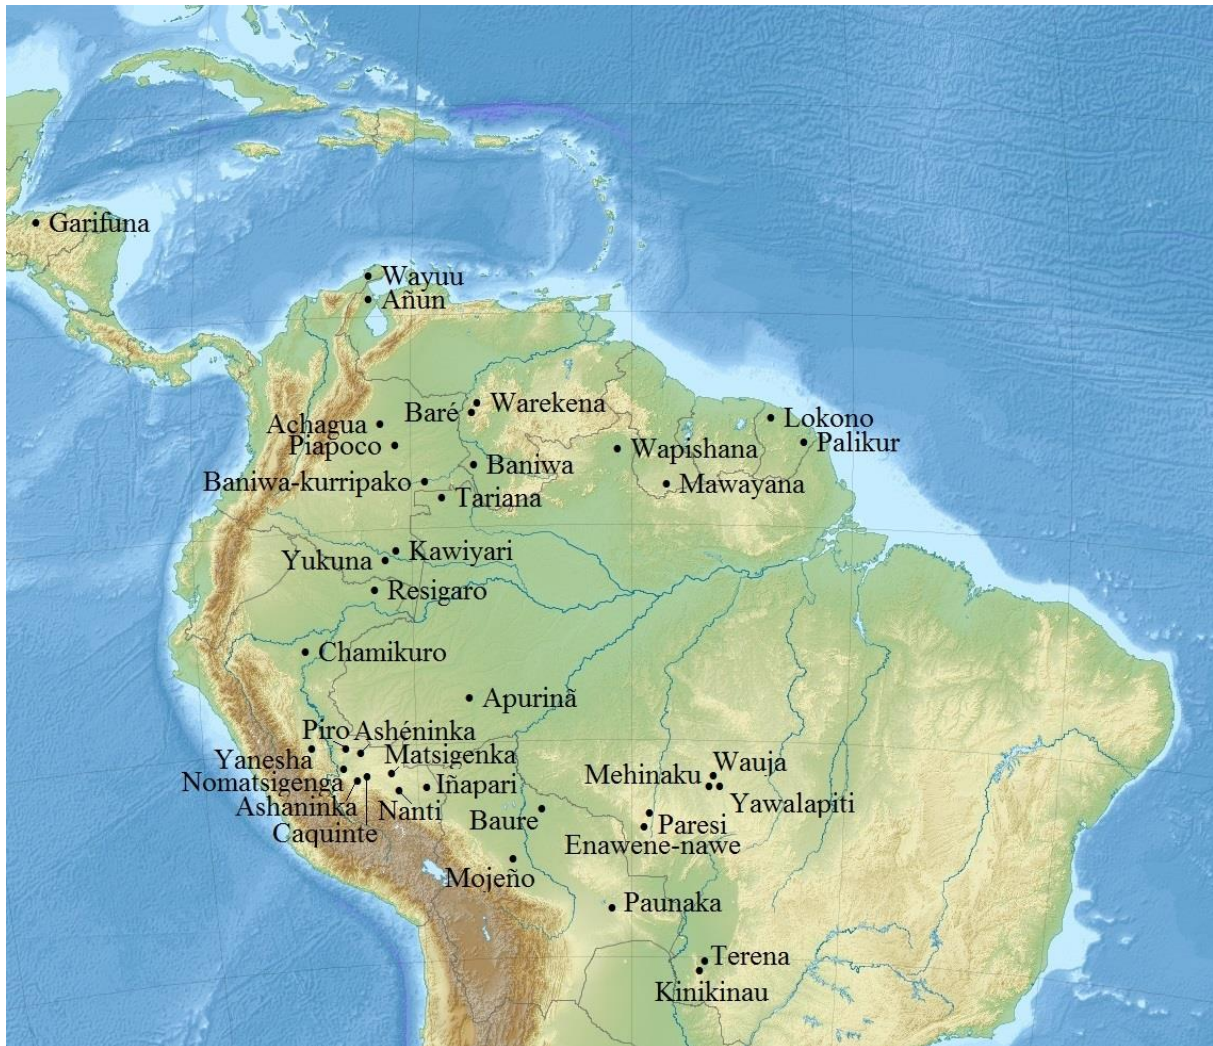 Garifuna
Wayuu
Añun
Warekena
Baré
Achagua
Lokono
Piapoco
Palikur
Wapishana
Baniwa
Baniwa-kurripako
Mawayana
Tariana
Kawiyari
Yukuna
Resigaro
Chamikuro
Apurinã
Piro
Ashéninka
Yanesha
Matsigenka
Wauja
Mehinaku
Nomatsigenga
Iñapari
Yawalapiti
Ashaninka
Nanti
Baure
Paresi
Caquinte
Enawene-nawe
Mojeño
Paunaka
Terena
Kinikinau